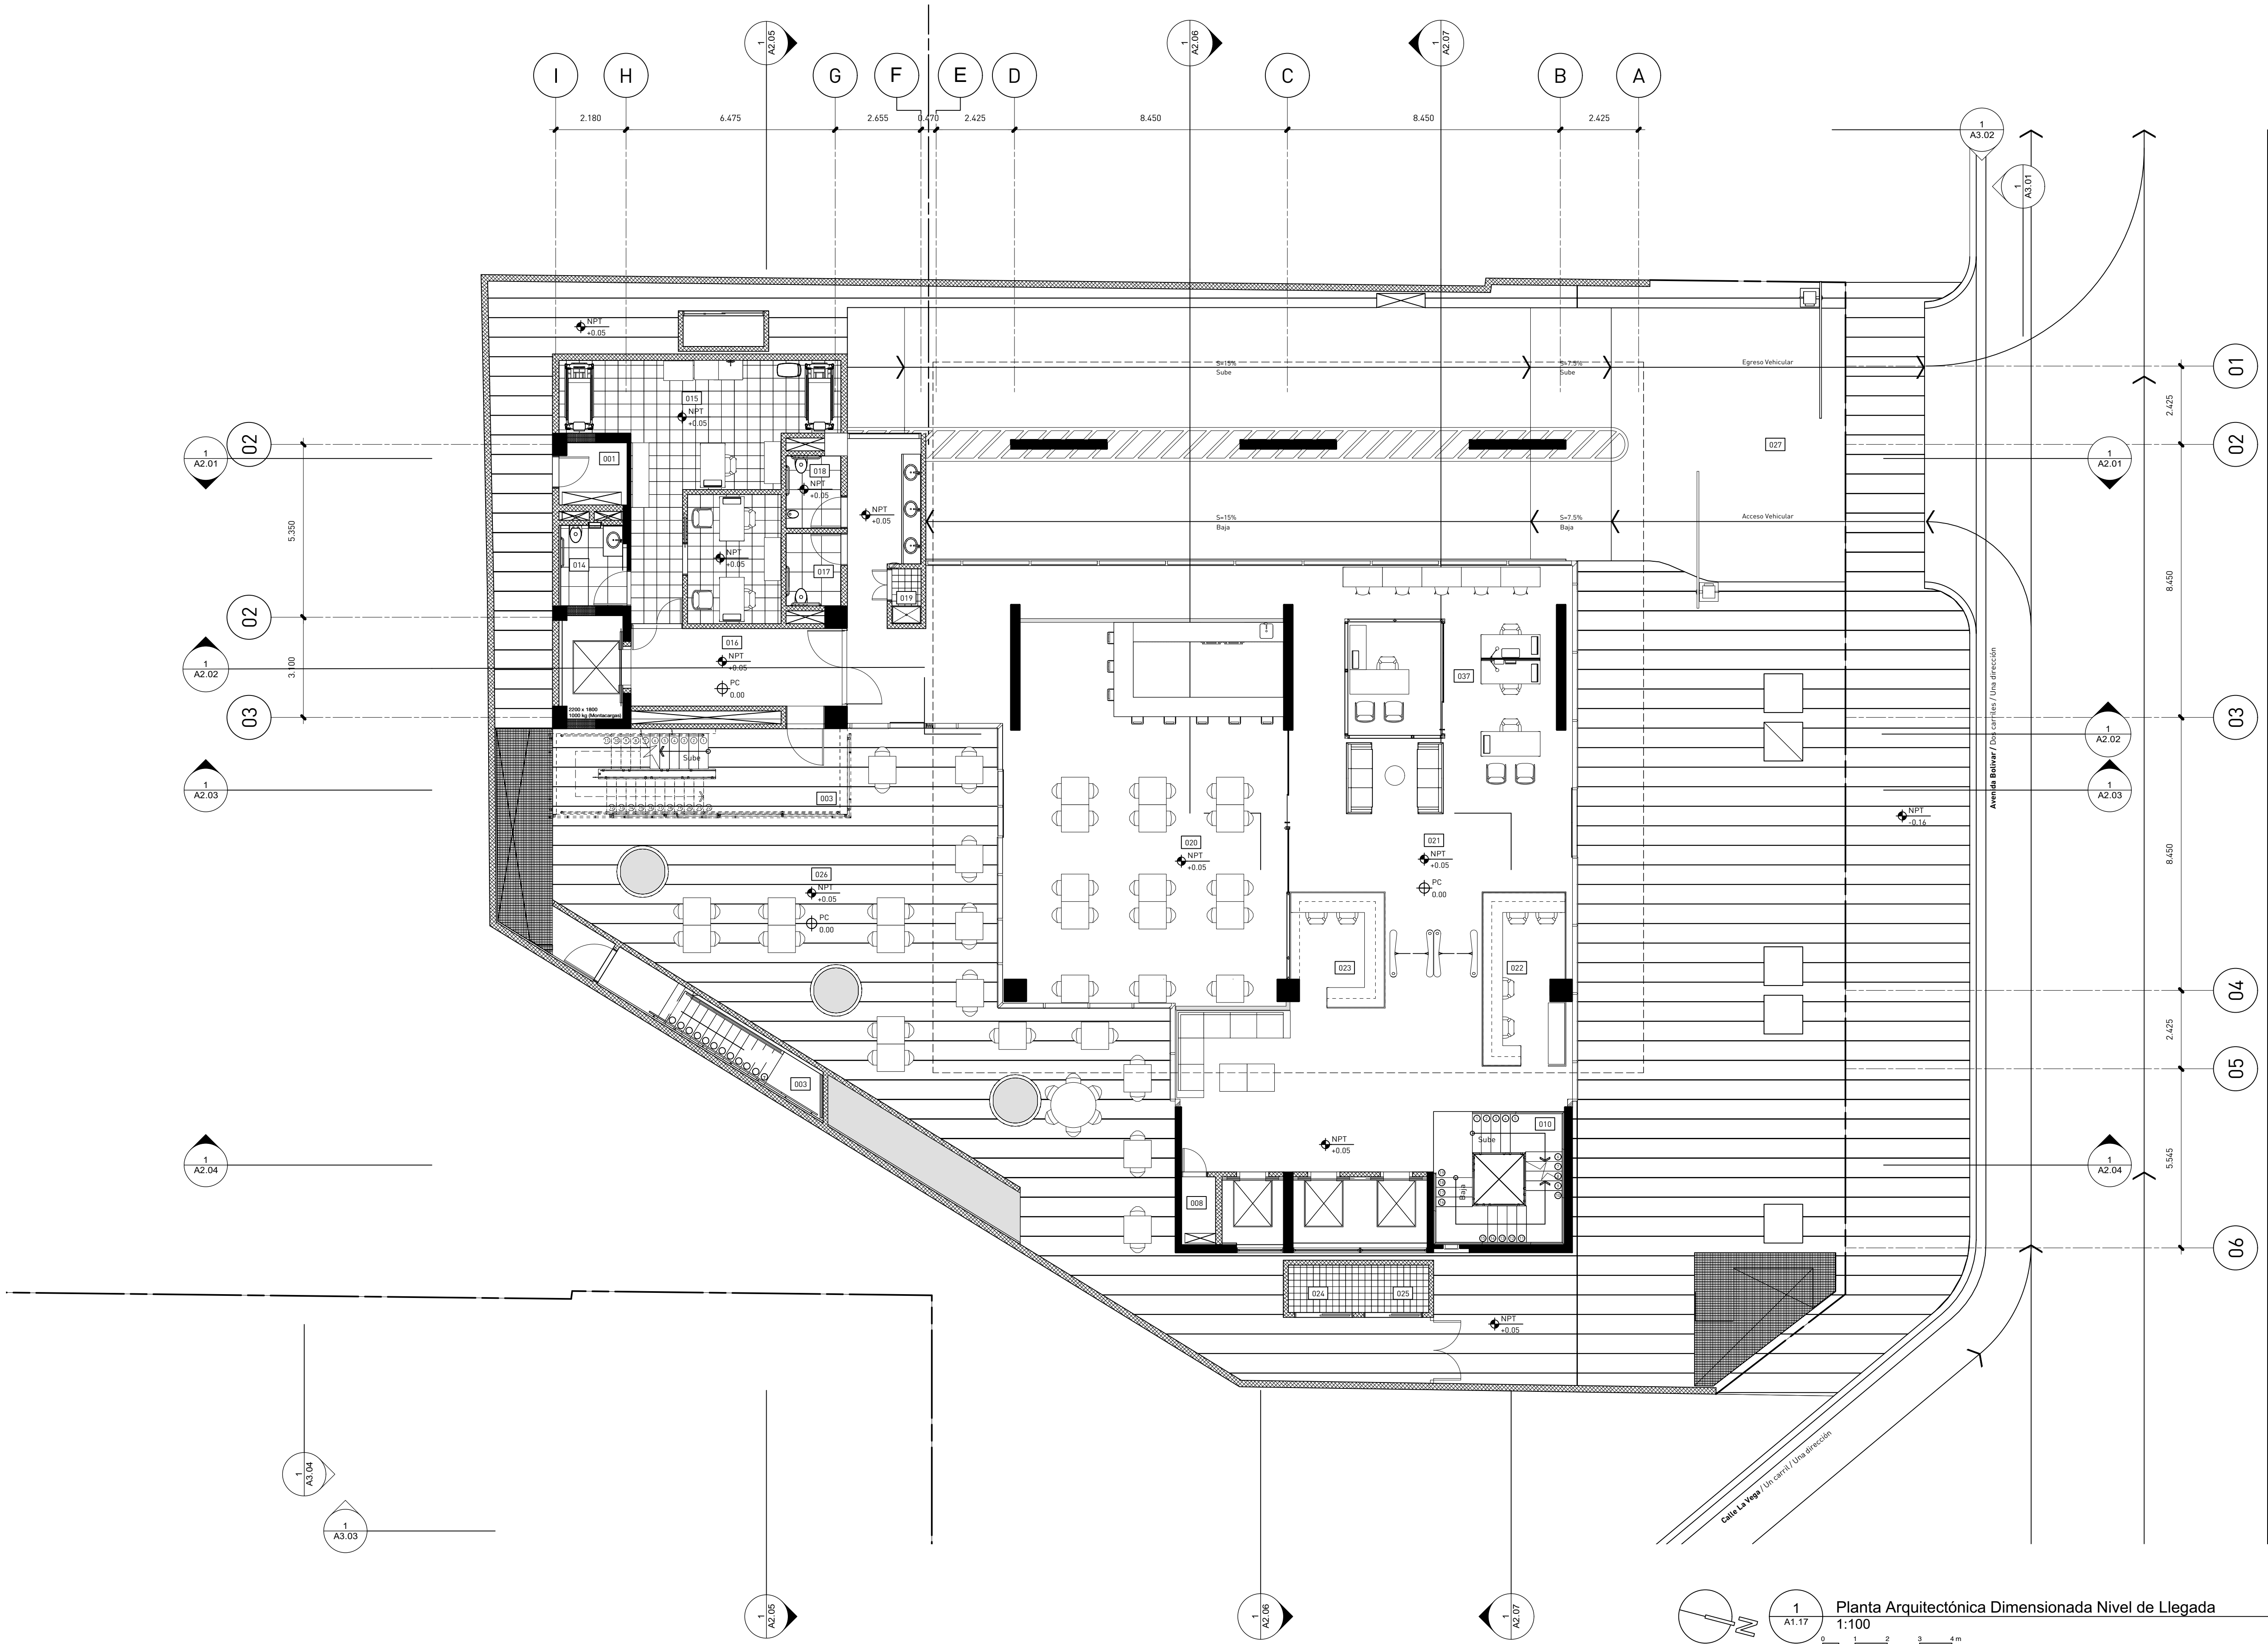 1
A2.05
1
A2.06
1
A2.07
I
H
G
F
E
D
C
B
A
2.180
6.475
2.655
0.470
2.425
8.450
8.450
2.425
1
A3.02
1
A3.01
NPT
+0.05
S=15%
Sube
S=7.5%
Sube
Egreso Vehicular
01
015
NPT
+0.05
2.425
02
1
A2.01
001
018
NPT
+0.05
027
02
1
A2.01
NPT
+0.05
S=15%
Baja
S=7.5%
Baja
Acceso Vehicular
5.350
014
NPT
+0.05
017
019
8.450
02
1
A2.02
3.100
016
NPT
+0.05
PC
0.00
037
Avenida Bolivar / Dos carriles / Una dirección
03
2200 x 1800
1000 kg (Montacargas)
03
1
A2.02
Sube
003
1
A2.03
1
A2.03
NPT
-0.16
020
NPT
+0.05
021
NPT
+0.05
PC
0.00
8.450
026
NPT
+0.05
PC
0.00
023
022
04
2.425
003
05
010
Sube
Baja
NPT
+0.05
1
A2.04
1
A2.04
5.545
008
06
024
025
NPT
+0.05
1
A3.04
1
A3.03
Calle La Vega / Un carril / Una dirección
1
A2.05
1
A2.06
1
A2.07
N
1
A1.17
Planta Arquitectónica Dimensionada Nivel de Llegada
1:100
0 1 2 3 4 m